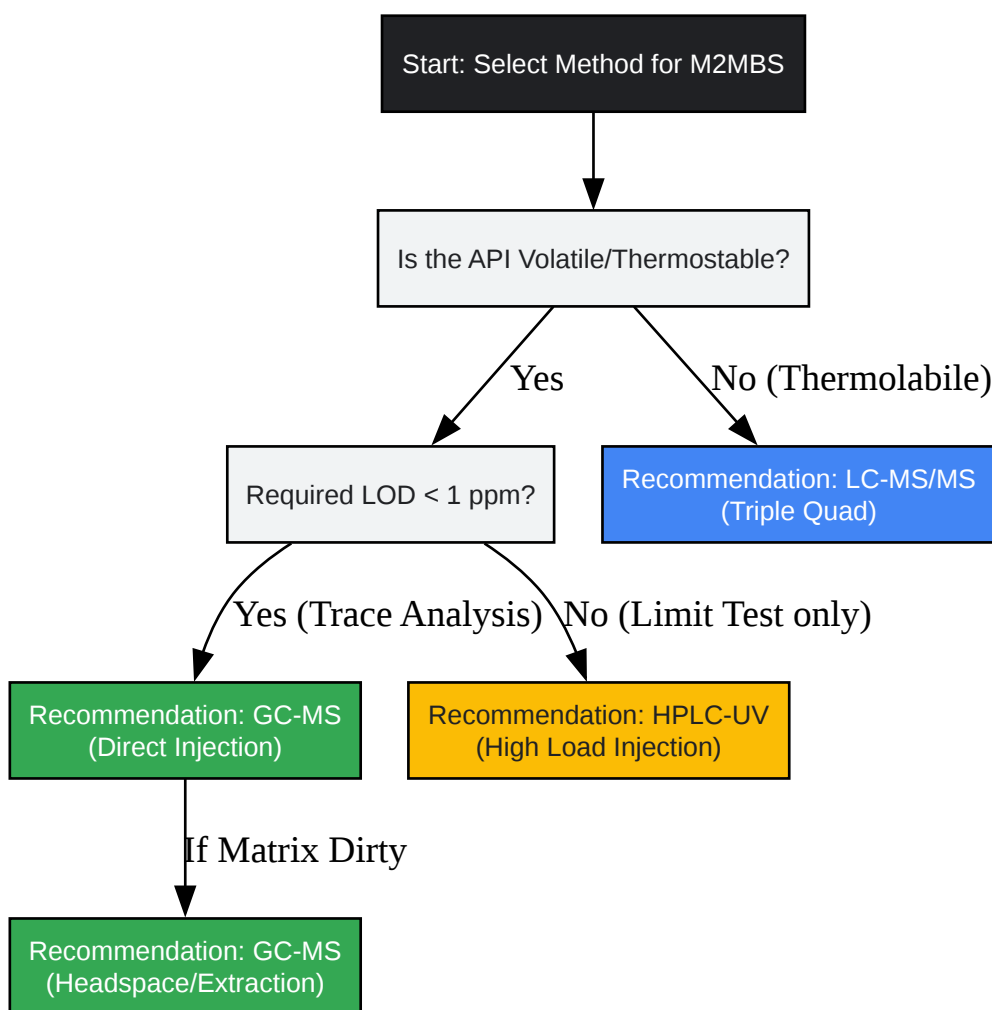 Start: Select Method for M2MBS
Is the API Volatile/Thermostable?
Yes
No (Thermolabile)
Required LOD < 1 ppm?
Recommendation: LC-MS/MS
(Triple Quad)
Yes (Trace Analysis)
No (Limit Test only)
Recommendation: GC-MS
(Direct Injection)
Recommendation: HPLC-UV
(High Load Injection)
If Matrix Dirty
Recommendation: GC-MS
(Headspace/Extraction)